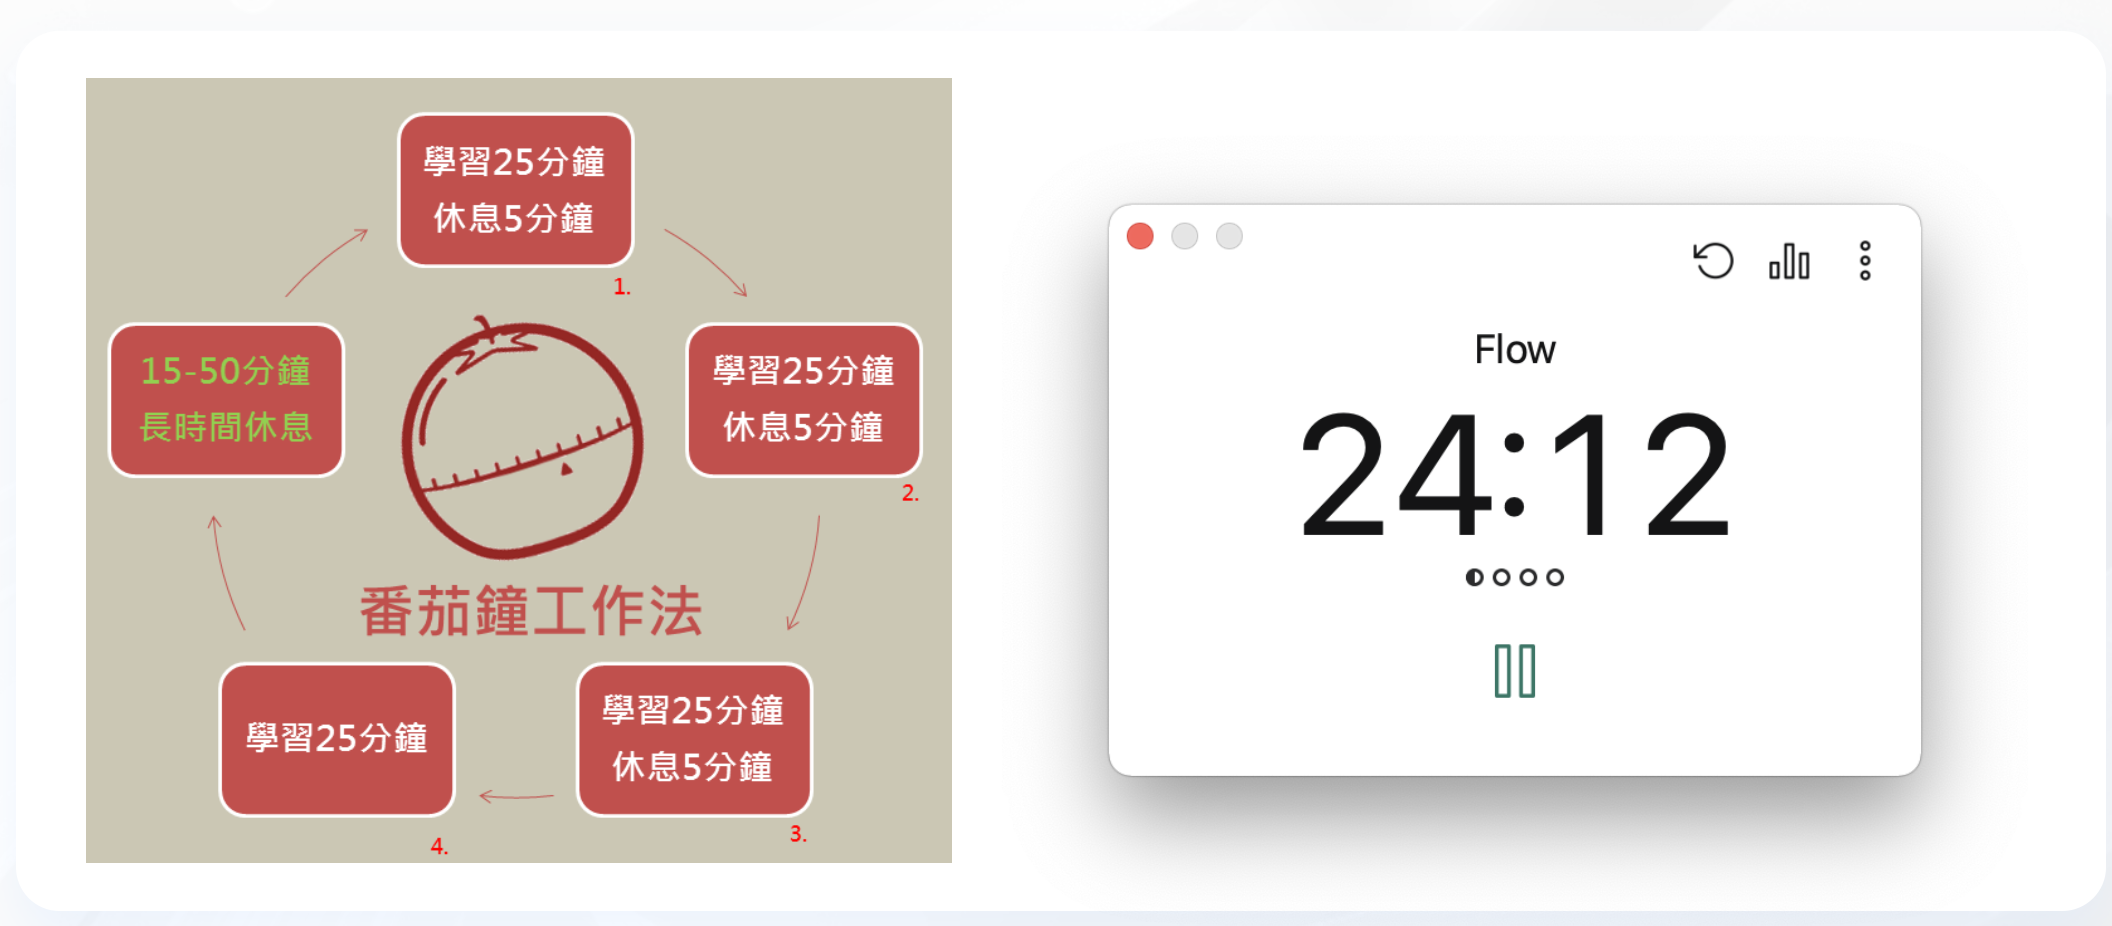 學習25分鐘
休息5分鐘
1.
15-50分鐘
長時間休息
學習25分鐘
休息5分鐘
2.
番茄鐘工作法
學習25分鐘
4.
學習25分鐘
休息5分鐘
3.
Flow
24:12